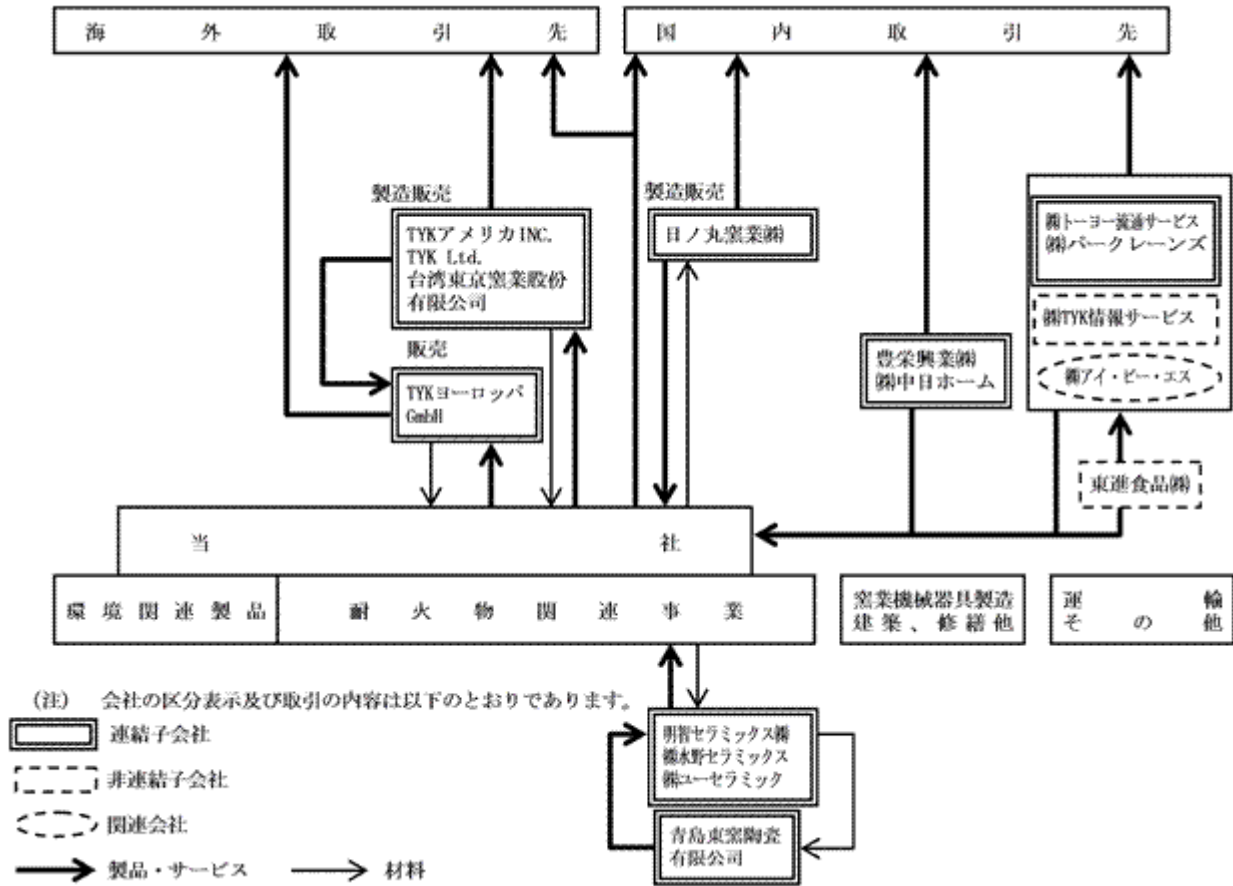 海外取引先
国内取引先
製造販売
TYKアメリカINC.
TYK Ltd.
台湾東京窯業股份
有限公司
製造販売
日ノ丸窯業㈱
㈱トーヨー流通サービス
㈱パークレーンズ
㈱TYK情報サービス
㈱アイ・ピー・エス
販売
TYKヨーロッパ
GmbH
豊栄興業㈱
㈱中日ホーム
東進食品㈱
当社
環境関連製品
耐火物関連事業
窯業機械器具製造
建築、修繕他
運輸
その他
(注) 会社の区分表示及び取引の内容は以下のとおりであります。
連結子会社
非連結子会社
関連会社
製品・サービス
材料
明智セラミックス㈱
㈱水野セラミックス
㈱ユーセラミック
青島東窯陶瓷
有限公司